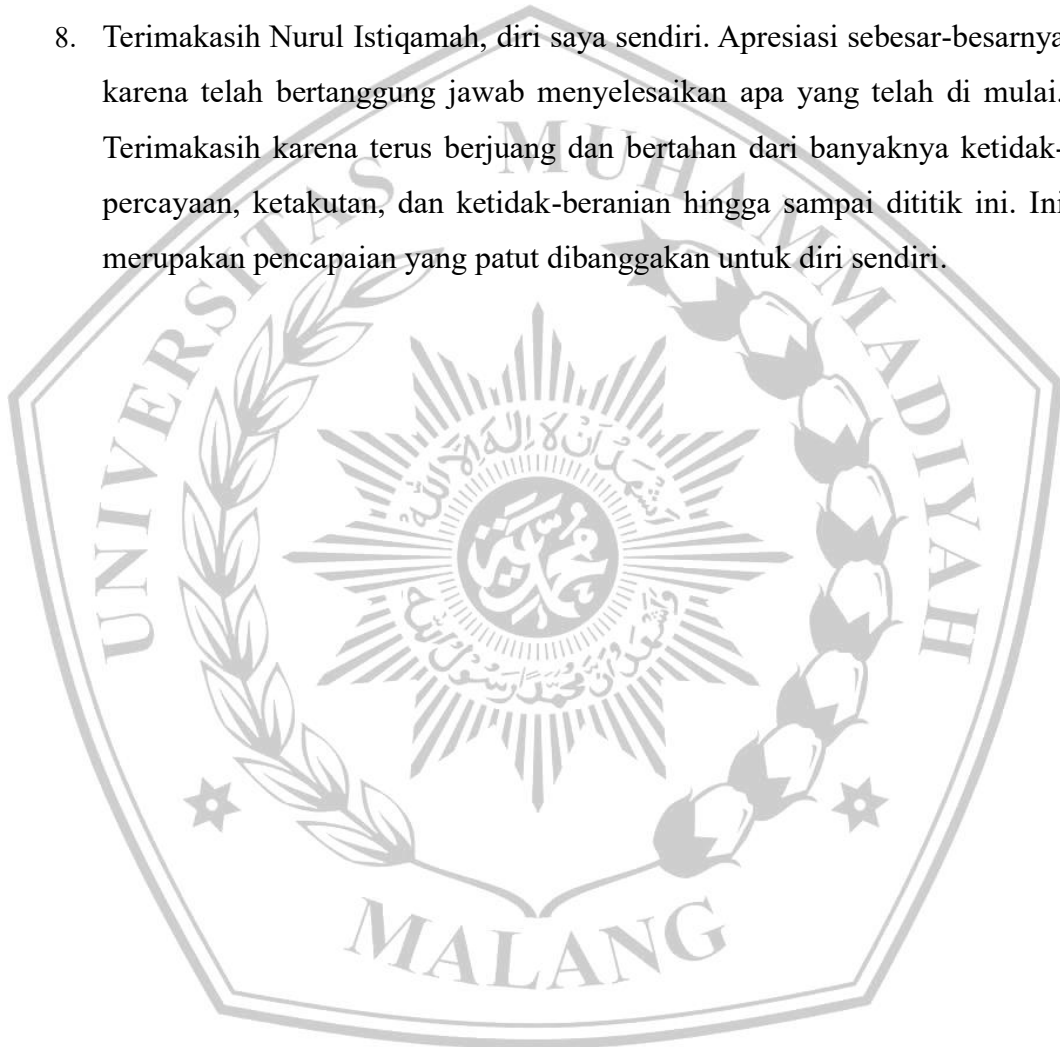 8. Terimakasih Nurul Istiqamah, diri saya sendiri. Apresiasi sebesar-besarnya
karena telah bertanggung jawab menyelesaikan apa yang telah di mulai.
Terimakasih karena terus berjuang dan bertahan dari banyaknya ketidak-
percayaan, ketakutan, dan ketidak-beranian hingga sampai dititik ini. Ini
merupakan pencapaian yang patut dibanggakan untuk diri sendiri.
UNIVERSITAS MUHAMMADIYAH
MALANG